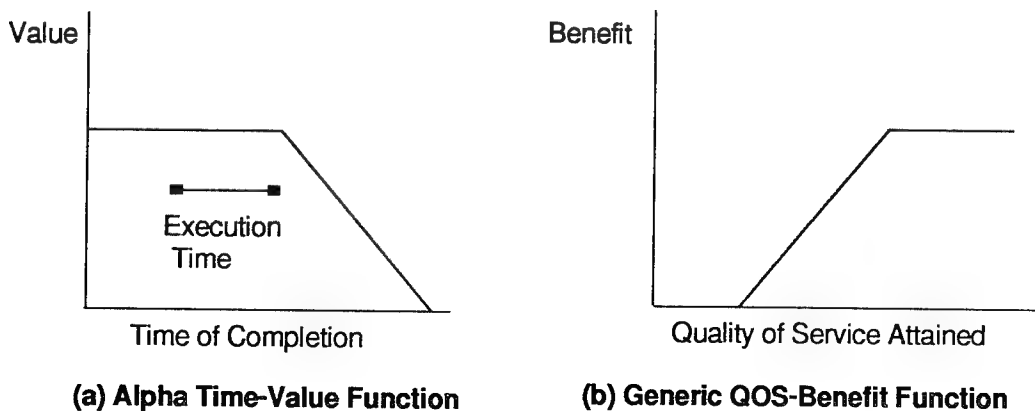 Value
Execution
Time
Time of Completion
(a) Alpha Time-Value Function
Benefit
Quality of Service Attained
(b) Generic QOS-Benefit Function